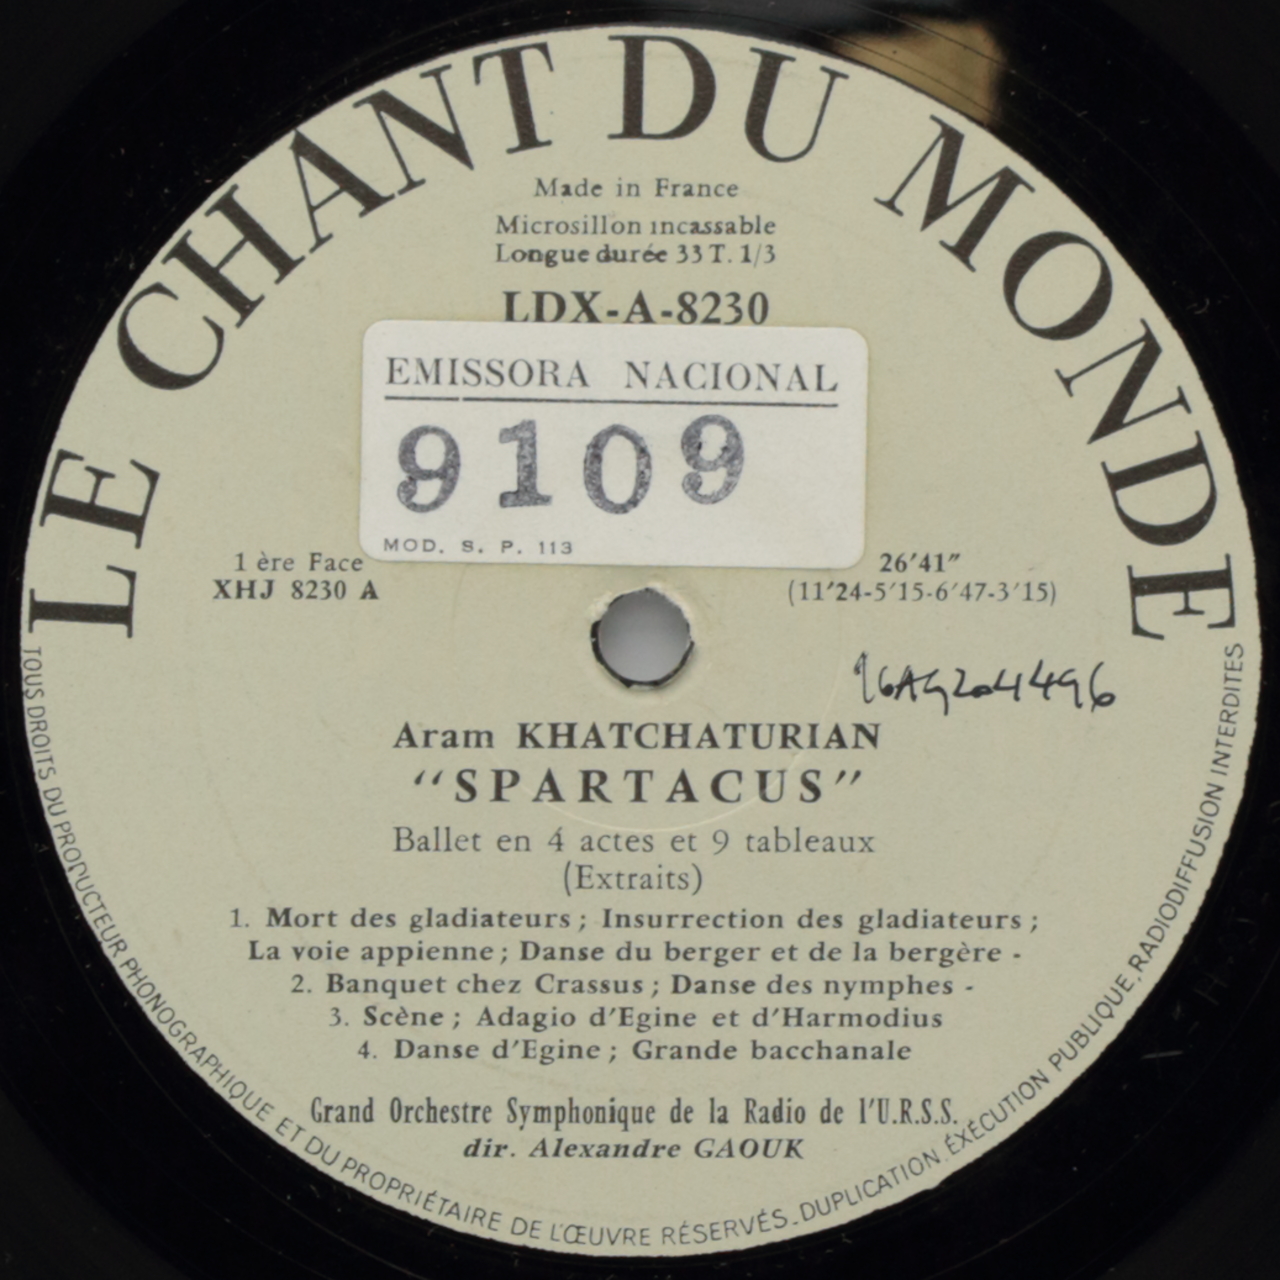 LE CHANT DU MONDE
Made in France
Microsillon incassable
Longue durée 33 T. 1/3
LDX-A-8230
EMISSORA NACIONAL
9109
MOD. S. P. 113
1 ère Face
XHJ 8230 A
26'41"
(11'24-5'15-6'47-3'15)
Aram KHATCHATURIAN
"SPARTACUS"
Ballet en 4 actes et 9 tableaux
(Extraits)
1. Mort des gladiateurs ; Insurrection des gladiateurs ;
La voie appienne ; Danse du berger et de la bergère -
2. Banquet chez Crassus ; Danse des nymphes -
3. Scène ; Adagio d'Egine et d'Harmodius
4. Danse d'Egine ; Grande bacchanale
Grand Orchestre Symphonique de la Radio de l'U.R.S.S.
dir. Alexandre GAOUK
TOUS DROITS DU PRODUCTEUR PHONOGRAPHIQUE ET DU PROPRIÉTAIRE DE L'ŒUVRE RÉSERVÉS. DUPLICATION. ÉXÉCUTION PUBLIQUE. RADIODIFFUSION INTERDITES